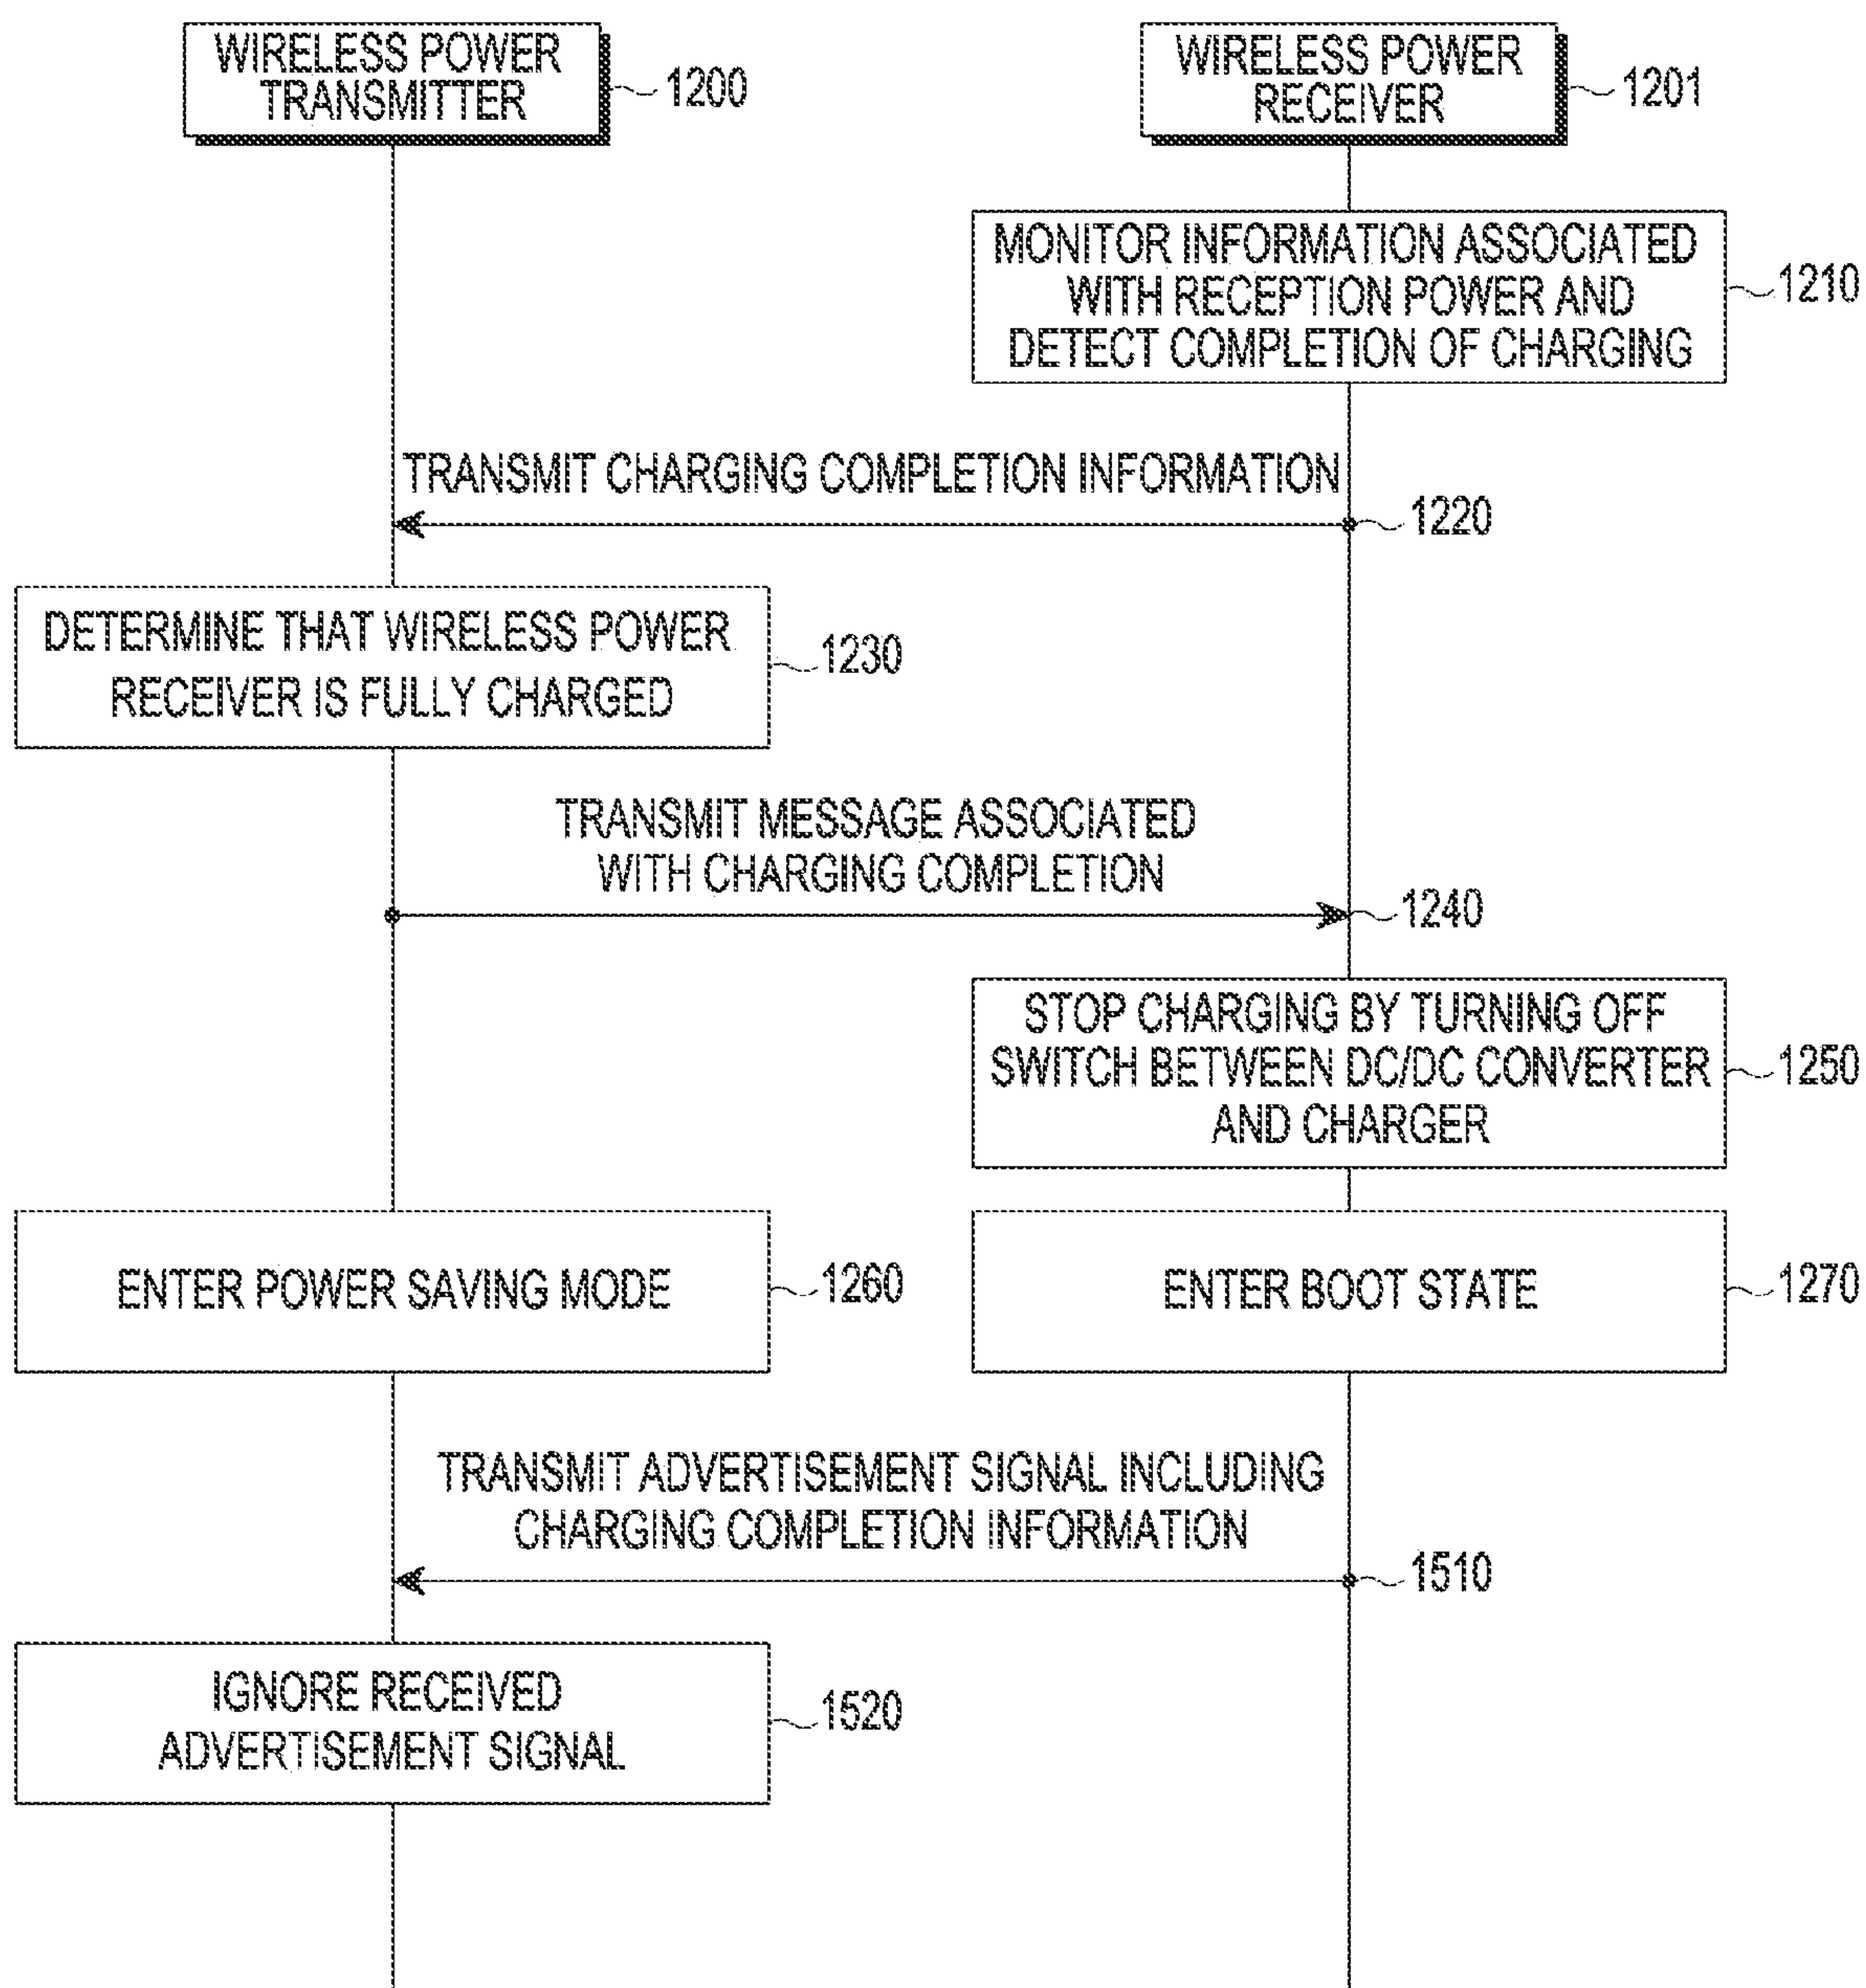 WIRELESS POWER
TRANSMITTER
1200
WIRELESS POWER
RECEIVER
1201
MONITOR INFORMATION ASSOCIATED
WITH RECEPTION POWER AND
DETECT COMPLETION OF CHARGING
1210
TRANSMIT CHARGING COMPLETION INFORMATION
1220
DETERMINE THAT WIRELESS POWER
RECEIVER IS FULLY CHARGED
1230
TRANSMIT MESSAGE ASSOCIATED
WITH CHARGING COMPLETION
1240
STOP CHARGING BY TURNING OFF
SWITCH BETWEEN DC/DC CONVERTER
AND CHARGER
1250
ENTER POWER SAVING MODE
1260
ENTER BOOT STATE
1270
TRANSMIT ADVERTISEMENT SIGNAL INCLUDING
CHARGING COMPLETION INFORMATION
1510
IGNORE RECEIVED
ADVERTISEMENT SIGNAL
1520